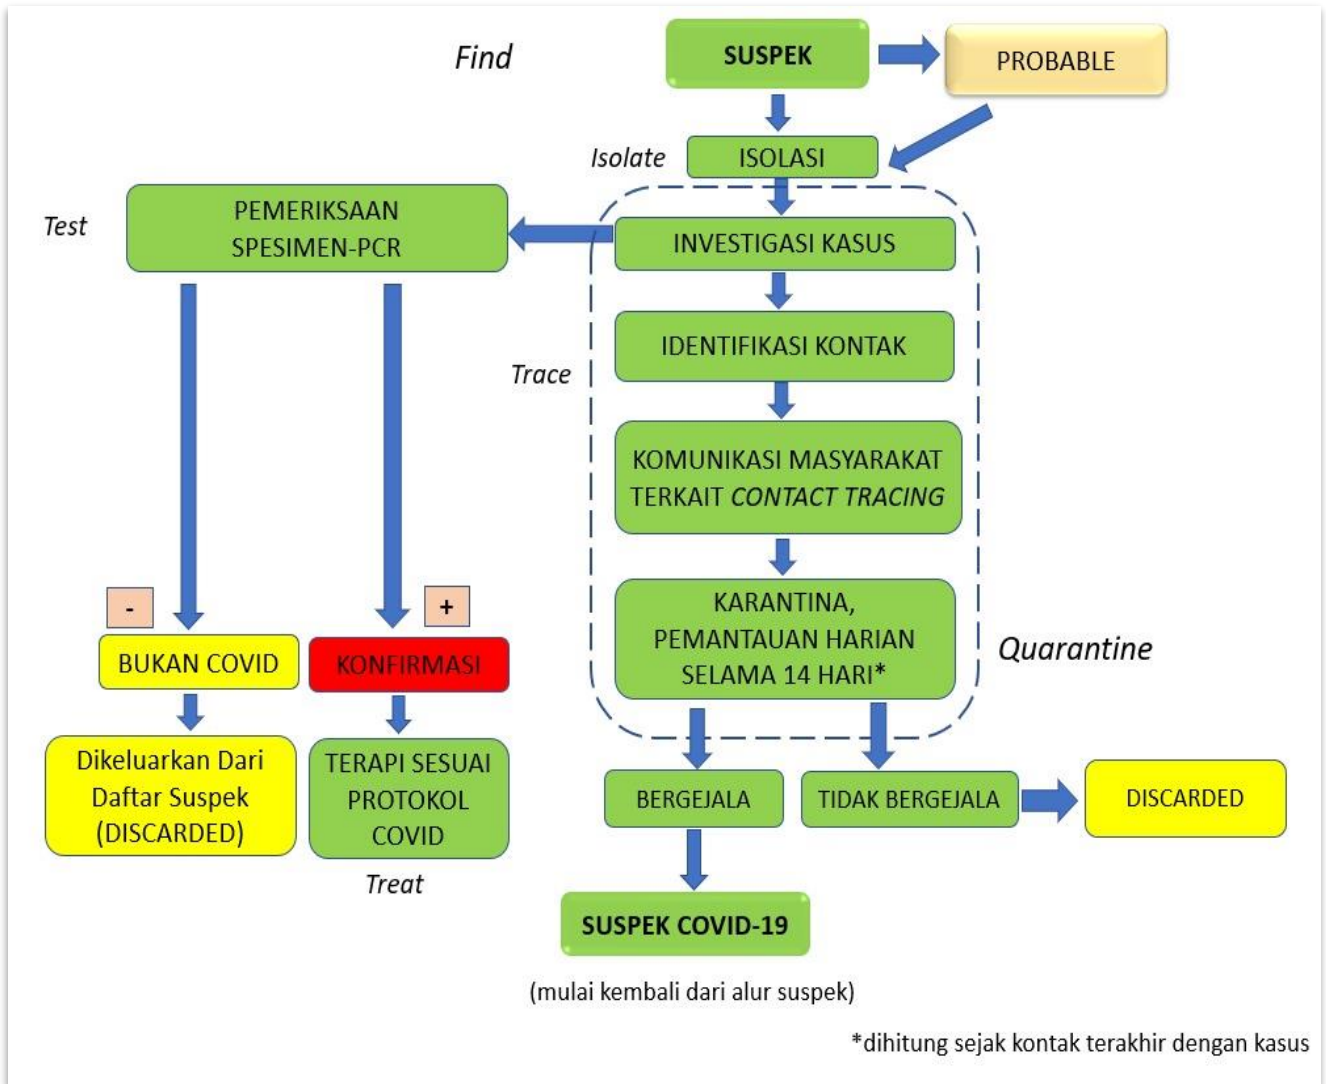 Find
SUSPEK
PROBABLE
Isolate
ISOLASI
Test
PEMERIKSAAN
SPESIMEN-PCR
INVESTIGASI KASUS
IDENTIFIKASI KONTAK
Trace
KOMUNIKASI MASYARAKAT
TERKAIT CONTACT TRACING
-
+
KARANTINA,
PEMANTAUAN HARIAN
SELAMA 14 HARI*
Quarantine
BUKAN COVID
KONFIRMASI
Dikeluarkan Dari
Daftar Suspek
(DISCARDED)
TERAPI SESUAI
PROTOKOL
COVID
Treat
BERGEJALA
TIDAK BERGEJALA
DISCARDED
SUSPEK COVID-19
(mulai kembali dari alur suspek)
*dihitung sejak kontak terakhir dengan kasus